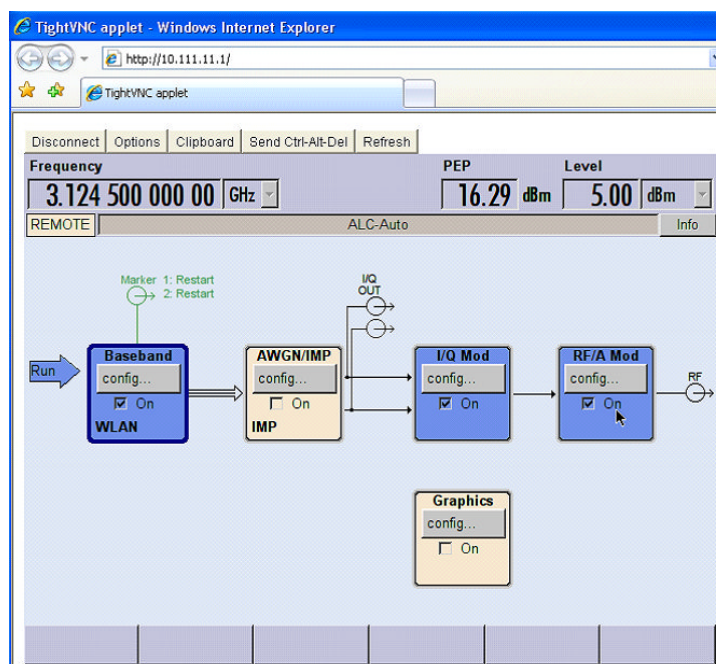 TightVNC applet - Windows Internet Explorer
http://10.111.11.1/
TightVNC applet
Disconnect Options Clipboard Send Ctrl-Alt-Del Refresh
Frequency PEP Level
3.124 500 000 00 GHz 16.29 dBm 5.00 dBm
REMOTE ALC-Auto Info
Marker 1: Restart
2: Restart
I/Q
OUT
Run
Baseband
config...
On
WLAN
AWGN/IMP
config...
On
IMP
I/Q Mod
config...
On
RF/A Mod
config...
On
RF
Graphics
config...
On